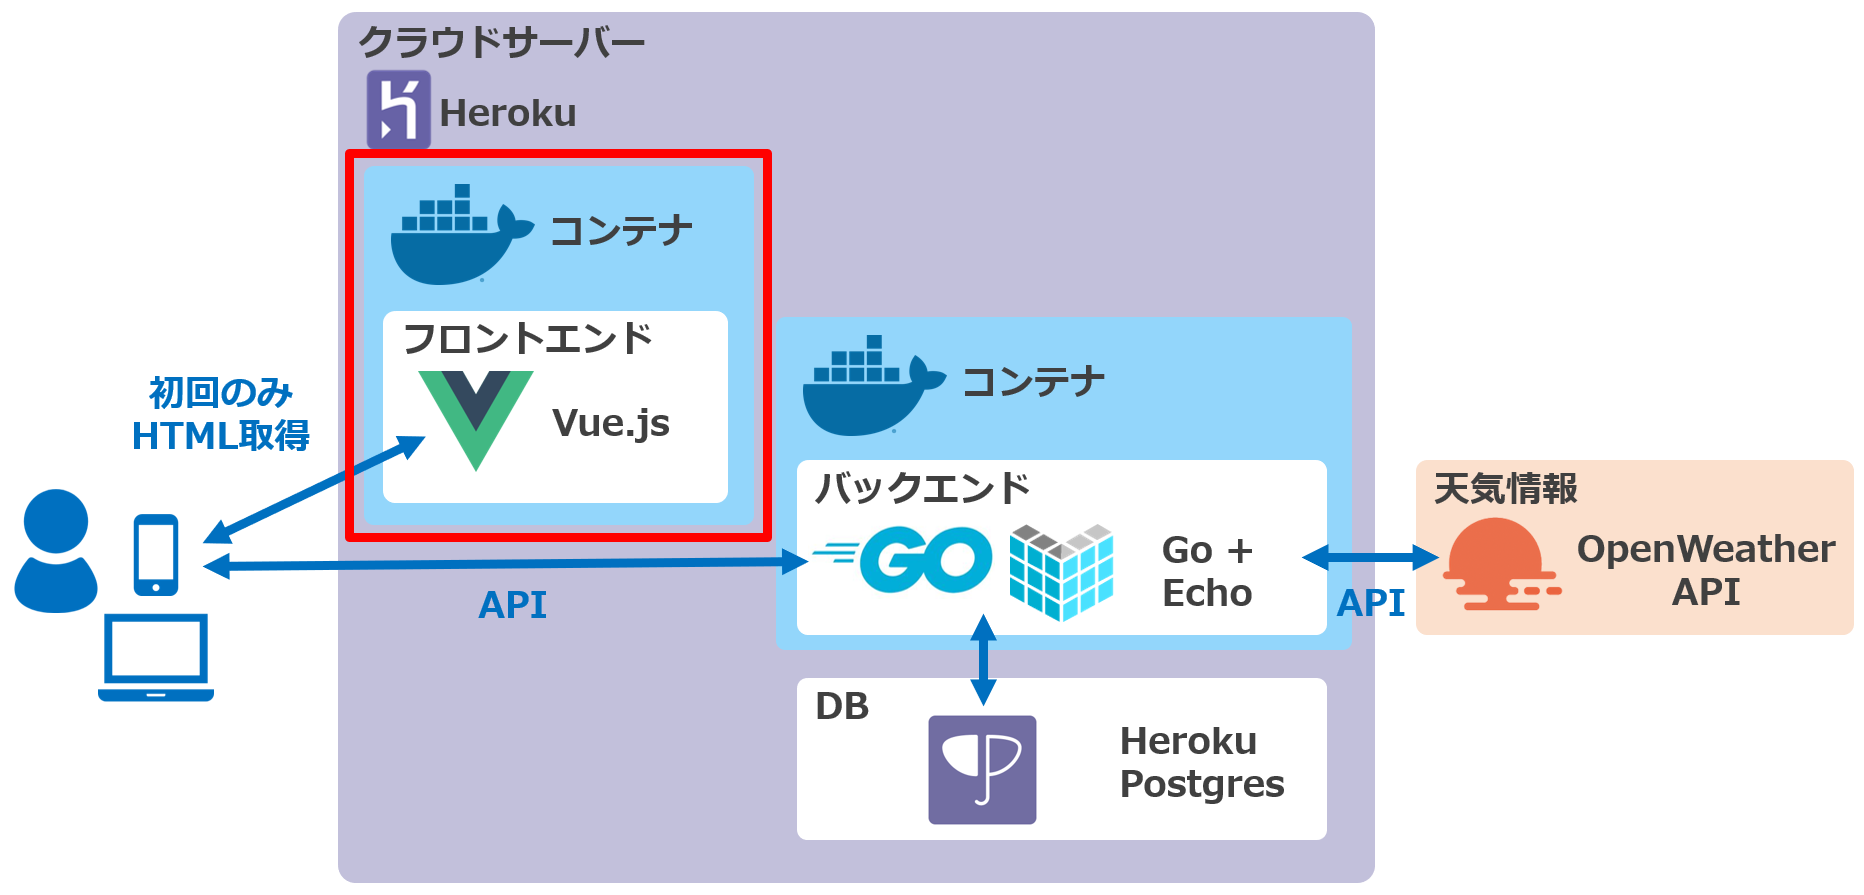 クラウドサーバー
Heroku
コンテナ
フロントエンド
Vue.js
初回のみ
HTML取得
コンテナ
バックエンド
GO
Go +
Echo
API
API
天気情報
OpenWeather
API
DB
Heroku
Postgres